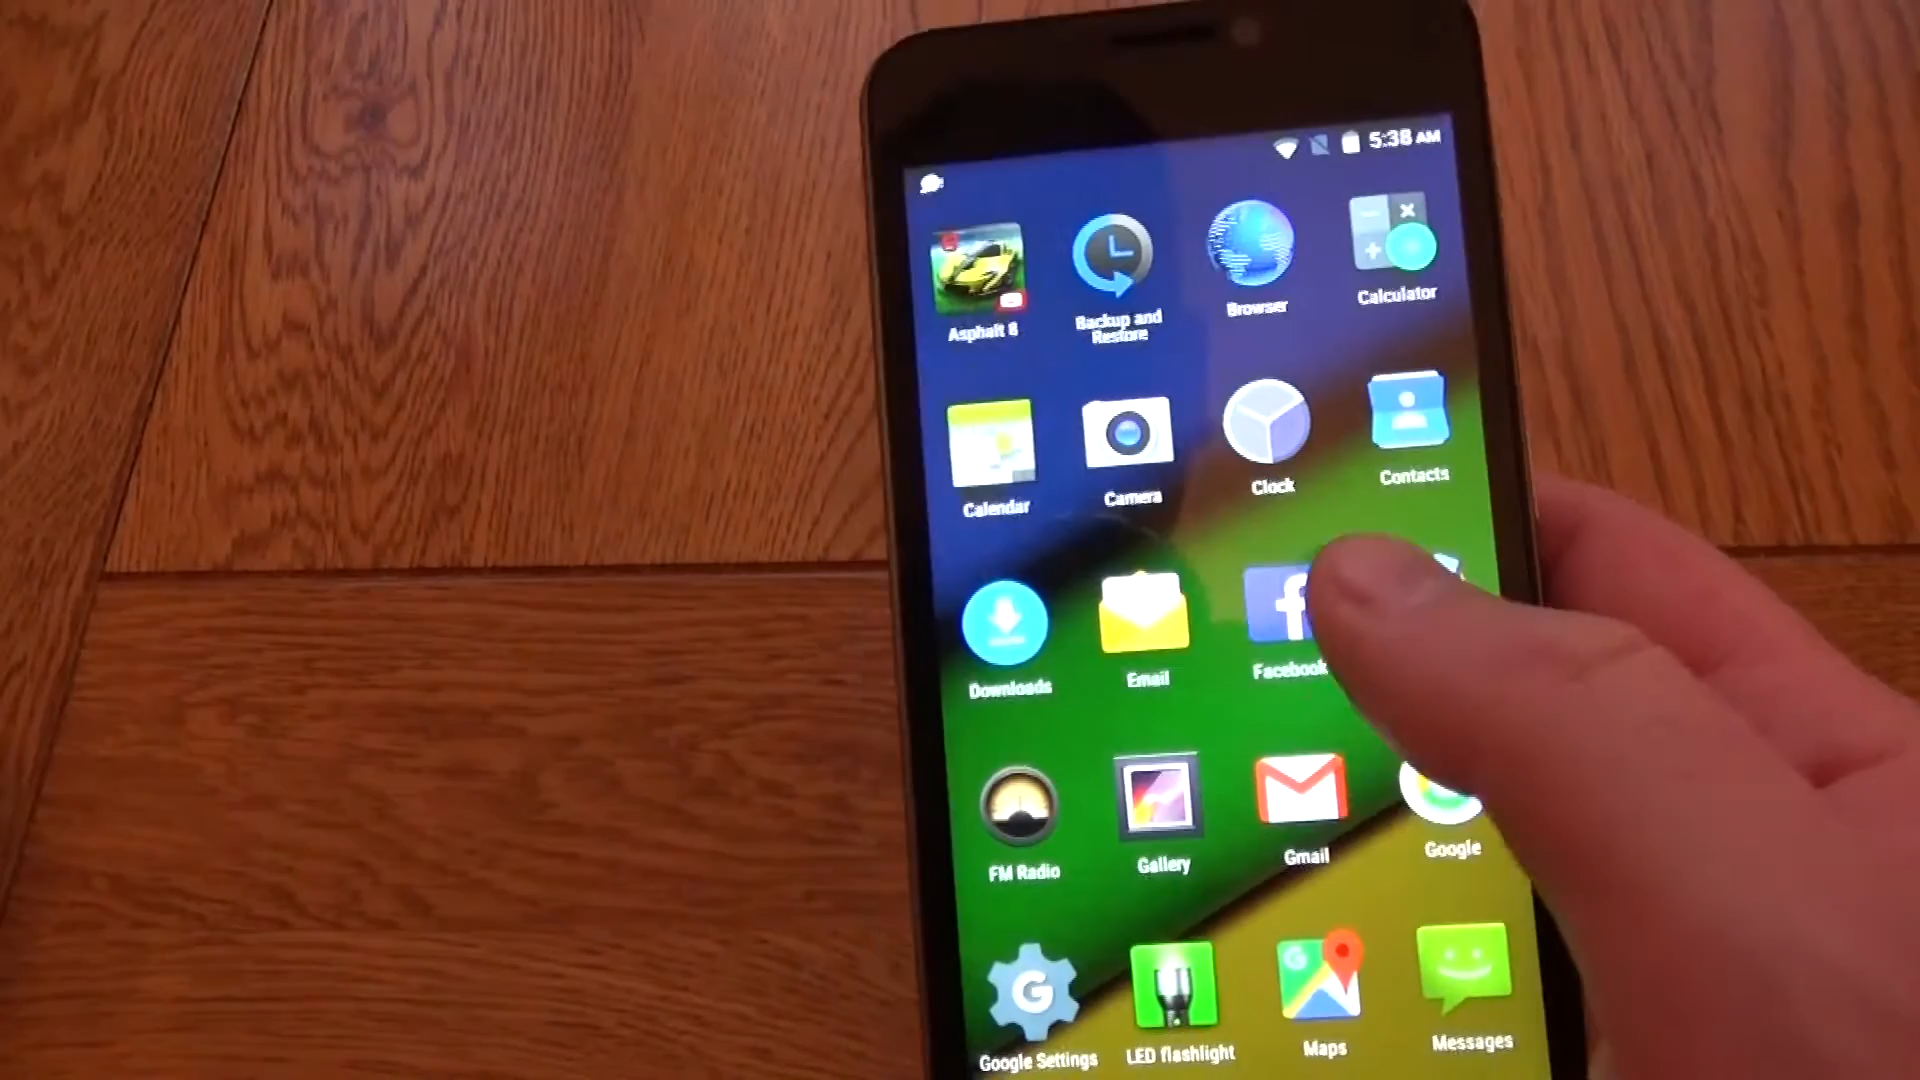 5:38 AM
Asphalt 8
Backup and
Restore
Browser
Calculator
Calendar
Camera
Clock
Contacts
Downloads
Email
Facebook
FM Radio
Gallery
Gmail
Google
Google Settings
LED flashlight
Maps
Messages